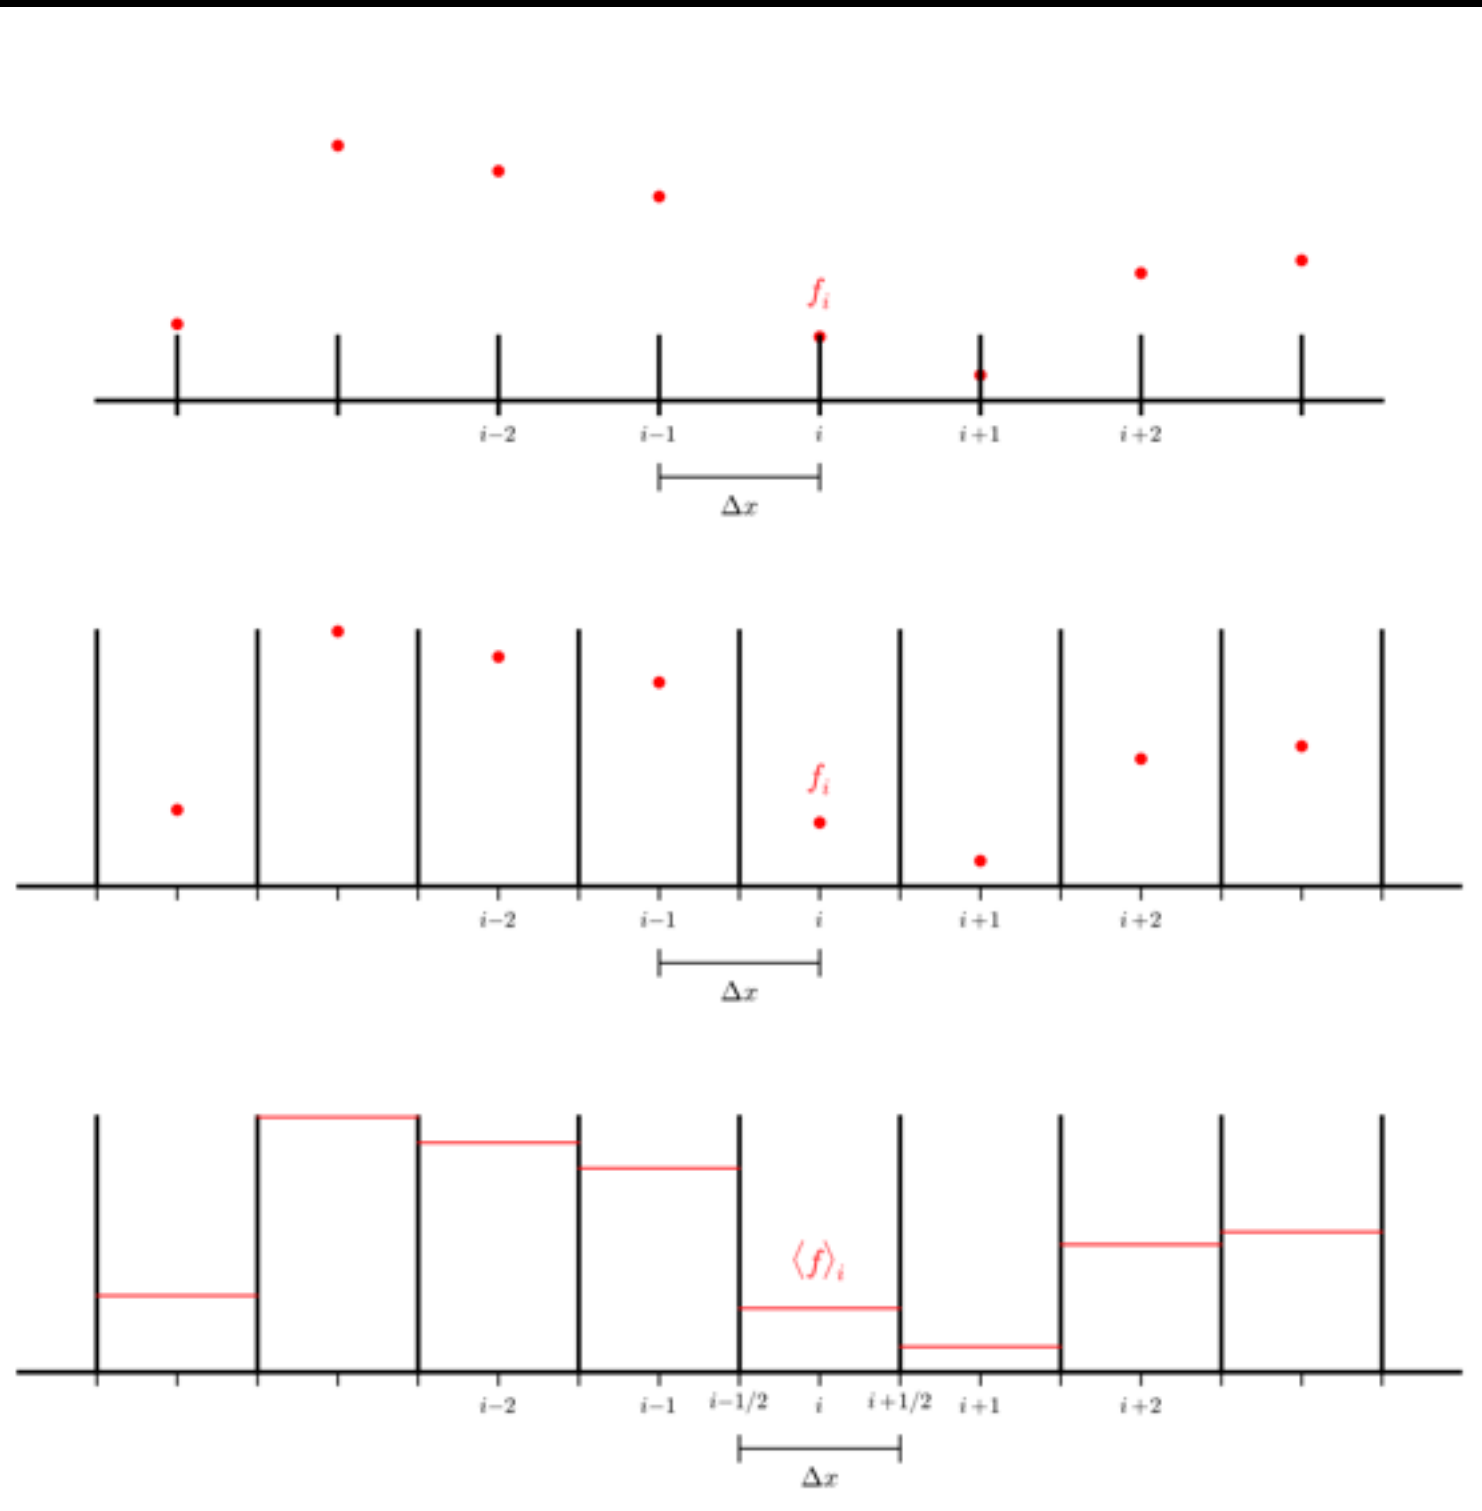 f_i
i−2 i−1 i i+1 i+2
Δx
f_i
i−2 i−1 i i+1 i+2
Δx
⟨f⟩_i
i−2 i−1 i−1/2 i i+1/2 i+1 i+2
Δx